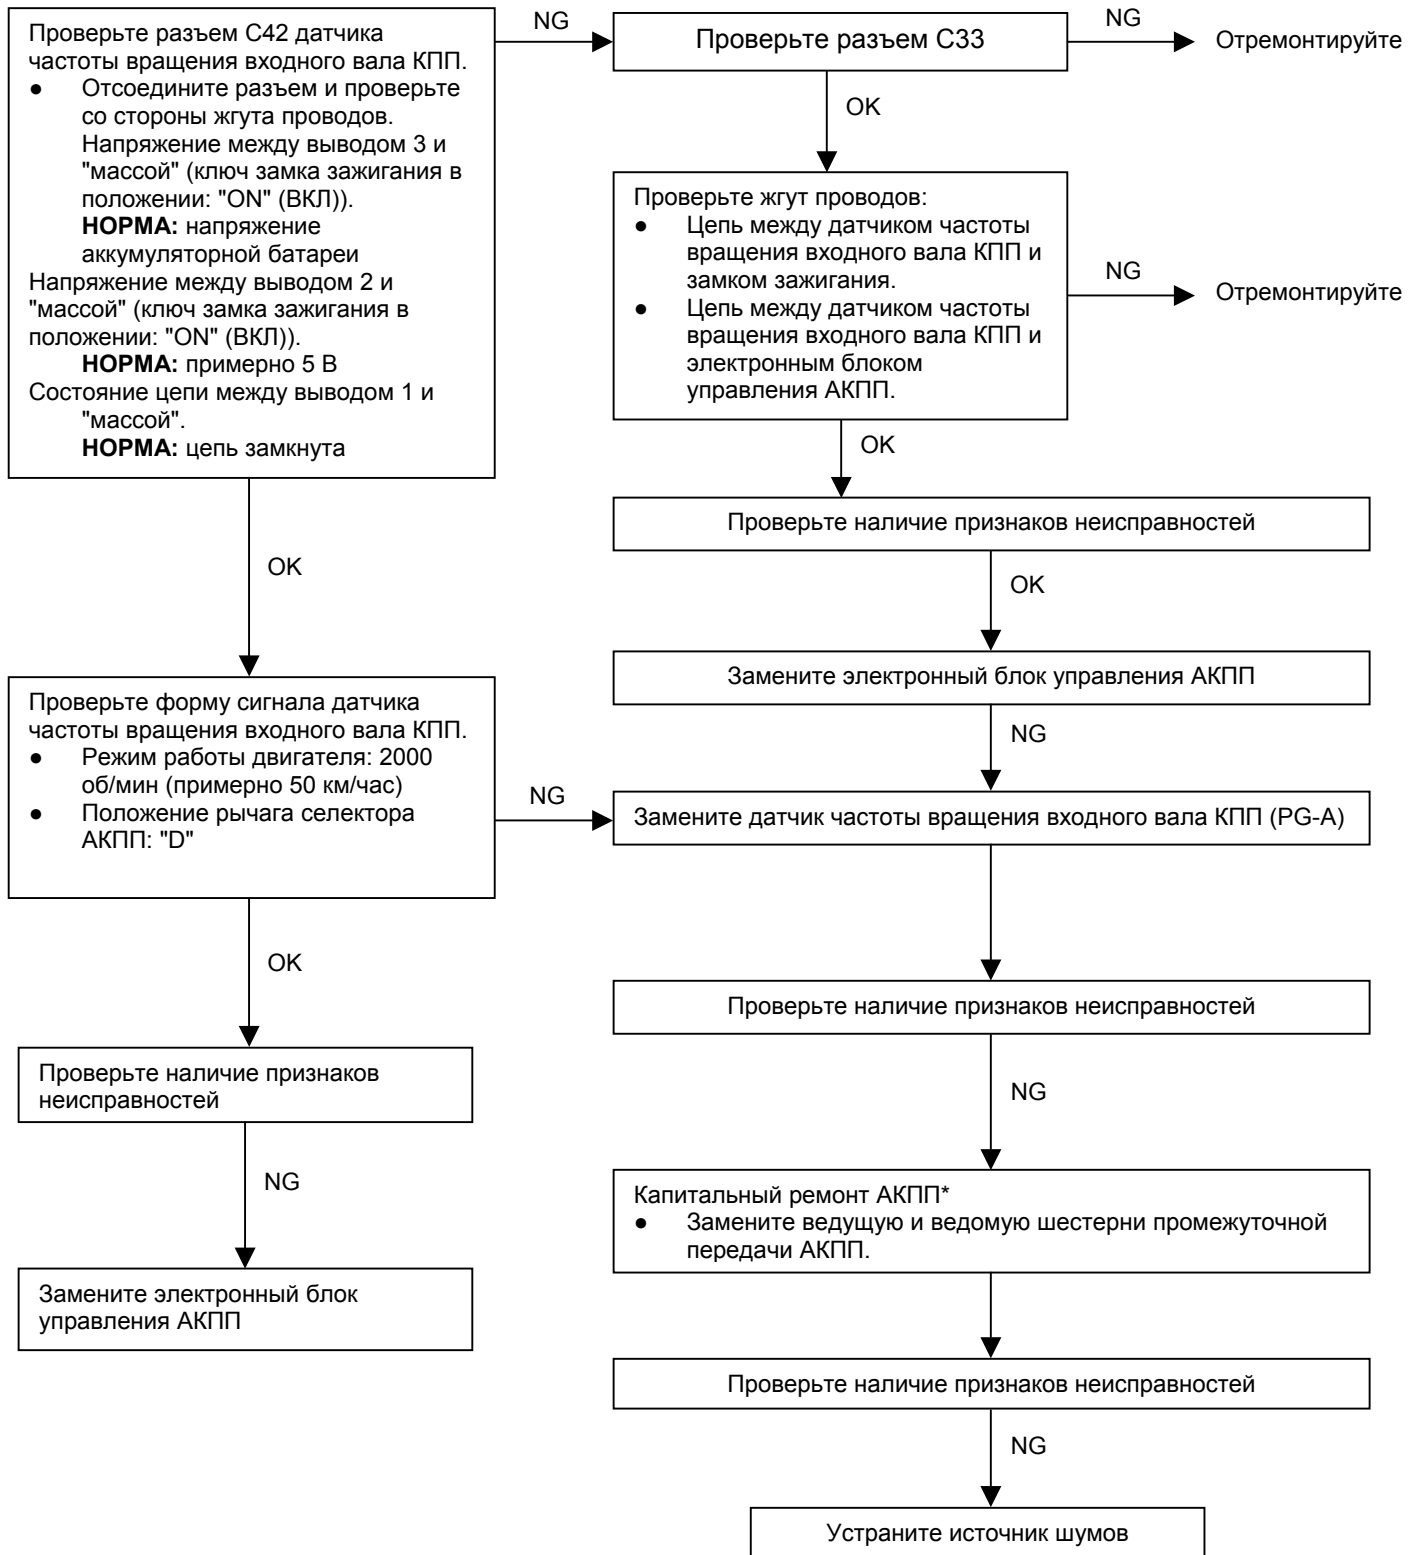 Проверьте разъем C42 датчика
частоты вращения входного вала КПП.
● Отсоедините разъем и проверьте
со стороны жгута проводов.
Напряжение между выводом 3 и
"массой" (ключ замка зажигания в
положении: "ON" (ВКЛ)).
НОРМА: напряжение
аккумуляторной батареи
Напряжение между выводом 2 и
"массой" (ключ замка зажигания в
положении: "ON" (ВКЛ)).
НОРМА: примерно 5 В
Состояние цепи между выводом 1 и
"массой".
НОРМА: цепь замкнута
NG
Проверьте разъем C33
NG
Отремонтируйте
OK
Проверьте жгут проводов:
● Цепь между датчиком частоты
вращения входного вала КПП и
замком зажигания.
● Цепь между датчиком частоты
вращения входного вала КПП и
электронным блоком
управления АКПП.
NG
Отремонтируйте
OK
Проверьте наличие признаков неисправностей
OK
Замените электронный блок управления АКПП
NG
OK
Проверьте форму сигнала датчика
частоты вращения входного вала КПП.
● Режим работы двигателя: 2000
об/мин (примерно 50 км/час)
● Положение рычага селектора
АКПП: "D"
NG
Замените датчик частоты вращения входного вала КПП (PG-A)
OK
Проверьте наличие признаков
неисправностей
NG
Замените электронный блок
управления АКПП
Проверьте наличие признаков неисправностей
NG
Капитальный ремонт АКПП*
● Замените ведущую и ведомую шестерни промежуточной
передачи АКПП.
Проверьте наличие признаков неисправностей
NG
Устраните источник шумов